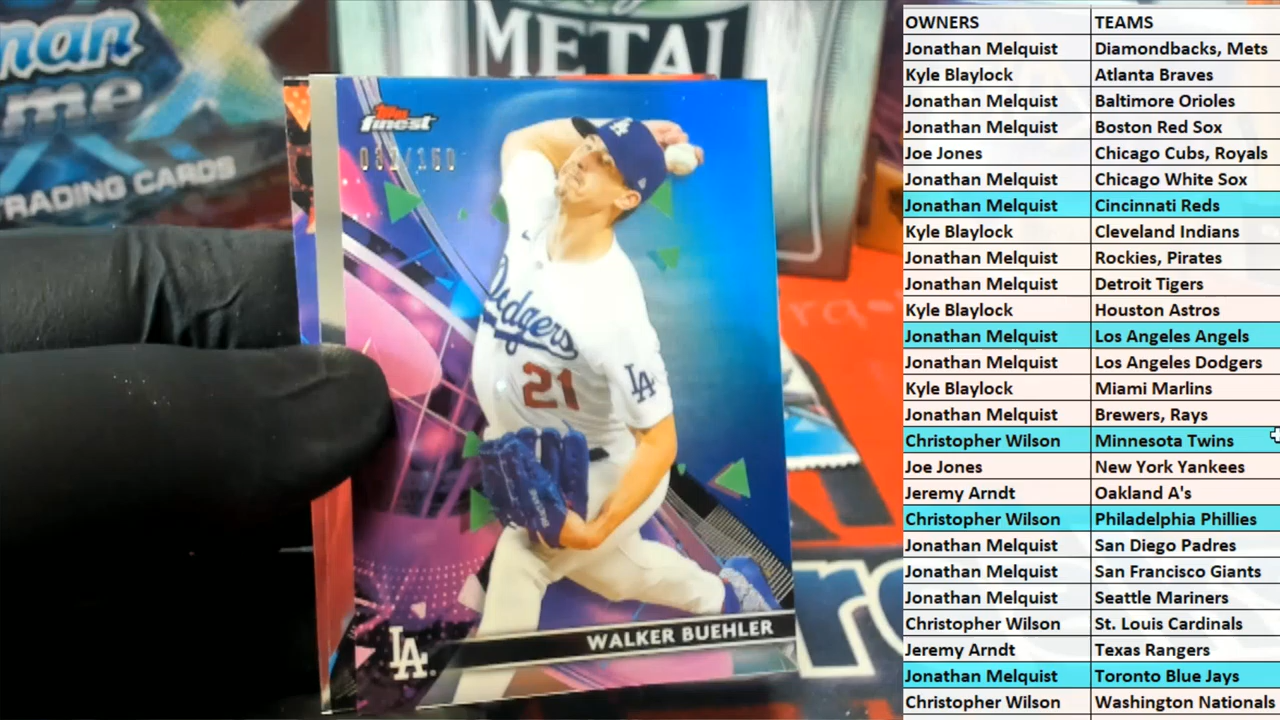 METAL
TRADING CARDS
Topps
finest
/150
LA
Dodgers
21
LA
WALKER BUEHLER
LA
OWNERS TEAMS
Jonathan Melquist Diamondbacks, Mets
Kyle Blaylock Atlanta Braves
Jonathan Melquist Baltimore Orioles
Jonathan Melquist Boston Red Sox
Joe Jones Chicago Cubs, Royals
Jonathan Melquist Chicago White Sox
Jonathan Melquist Cincinnati Reds
Kyle Blaylock Cleveland Indians
Jonathan Melquist Rockies, Pirates
Jonathan Melquist Detroit Tigers
Kyle Blaylock Houston Astros
Jonathan Melquist Los Angeles Angels
Jonathan Melquist Los Angeles Dodgers
Kyle Blaylock Miami Marlins
Jonathan Melquist Brewers, Rays
Christopher Wilson Minnesota Twins
Joe Jones New York Yankees
Jeremy Arndt Oakland A's
Christopher Wilson Philadelphia Phillies
Jonathan Melquist San Diego Padres
Jonathan Melquist San Francisco Giants
Jonathan Melquist Seattle Mariners
Christopher Wilson St. Louis Cardinals
Jeremy Arndt Texas Rangers
Jonathan Melquist Toronto Blue Jays
Christopher Wilson Washington Nationals